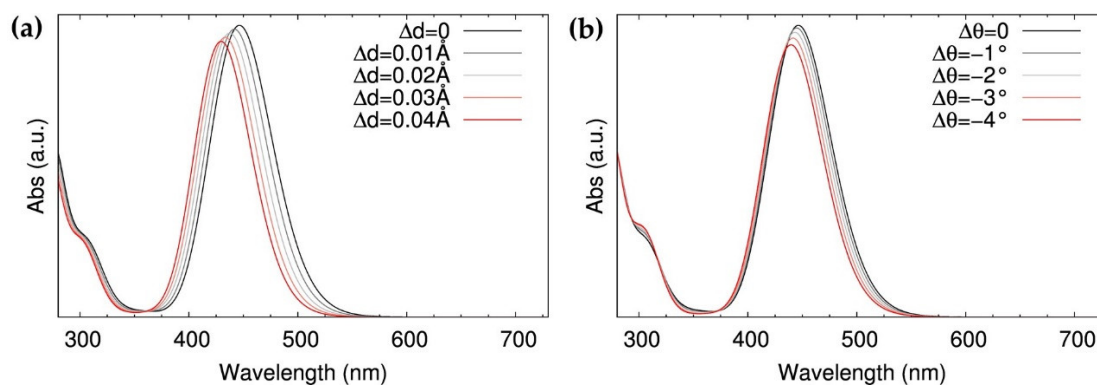 (a)
Δd=0
Δd=0.01Å
Δd=0.02Å
Δd=0.03Å
Δd=0.04Å
Abs (a.u.)
300 400 500 600 700
Wavelength (nm)
(b)
Δθ=0
Δθ=−1°
Δθ=−2°
Δθ=−3°
Δθ=−4°
Abs (a.u.)
300 400 500 600 700
Wavelength (nm)